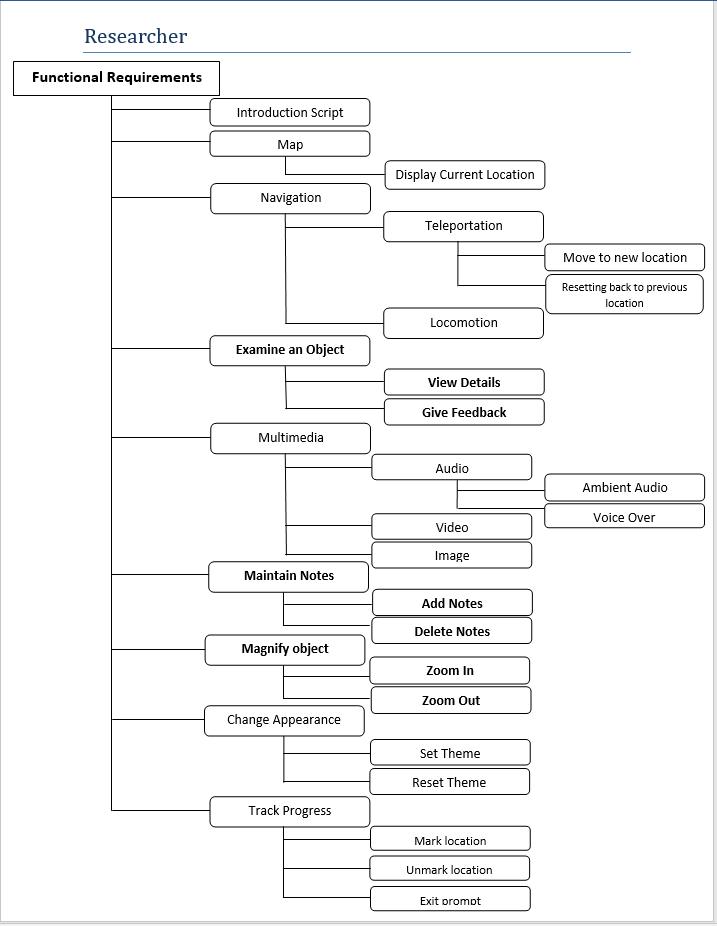 Researcher
Functional Requirements
Introduction Script
Map
Display Current Location
Navigation
Teleportation
Move to new location
Resetting back to previous
location
Locomotion
Examine an Object
View Details
Give Feedback
Multimedia
Audio
Ambient Audio
Voice Over
Video
Image
Maintain Notes
Add Notes
Delete Notes
Magnify object
Zoom In
Zoom Out
Change Appearance
Set Theme
Reset Theme
Track Progress
Mark location
Unmark location
Exit prompt